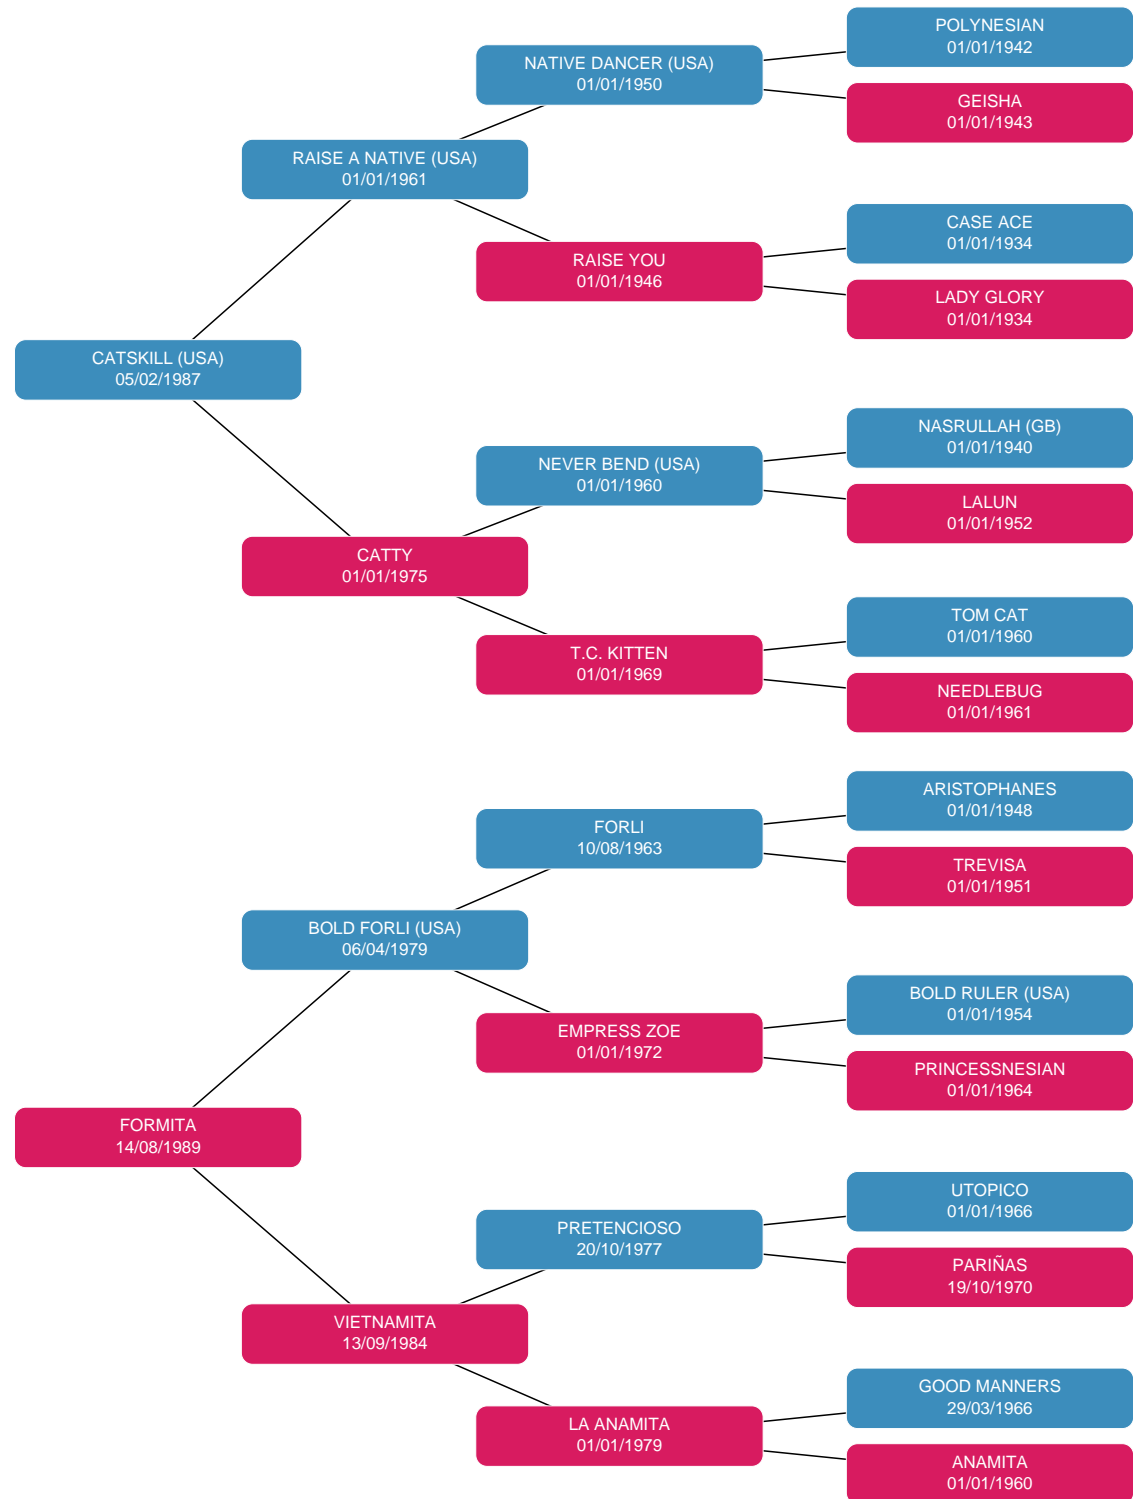 POLYNESIAN
01/01/1942
NATIVE DANCER (USA)
01/01/1950
GEISHA
01/01/1943
RAISE A NATIVE (USA)
01/01/1961
CASE ACE
01/01/1934
RAISE YOU
01/01/1946
LADY GLORY
01/01/1934
CATSKILL (USA)
05/02/1987
NASRULLAH (GB)
01/01/1940
NEVER BEND (USA)
01/01/1960
LALUN
01/01/1952
CATTY
01/01/1975
TOM CAT
01/01/1960
T.C. KITTEN
01/01/1969
NEEDLEBUG
01/01/1961
ARISTOPHANES
01/01/1948
FORLI
10/08/1963
TREVISA
01/01/1951
BOLD FORLI (USA)
06/04/1979
BOLD RULER (USA)
01/01/1954
EMPRESS ZOE
01/01/1972
PRINCESSNESIAN
01/01/1964
FORMITA
14/08/1989
UTOPICO
01/01/1966
PRETENCIOSO
20/10/1977
PARIÑAS
19/10/1970
VIETNAMITA
13/09/1984
GOOD MANNERS
29/03/1966
LA ANAMITA
01/01/1979
ANAMITA
01/01/1960